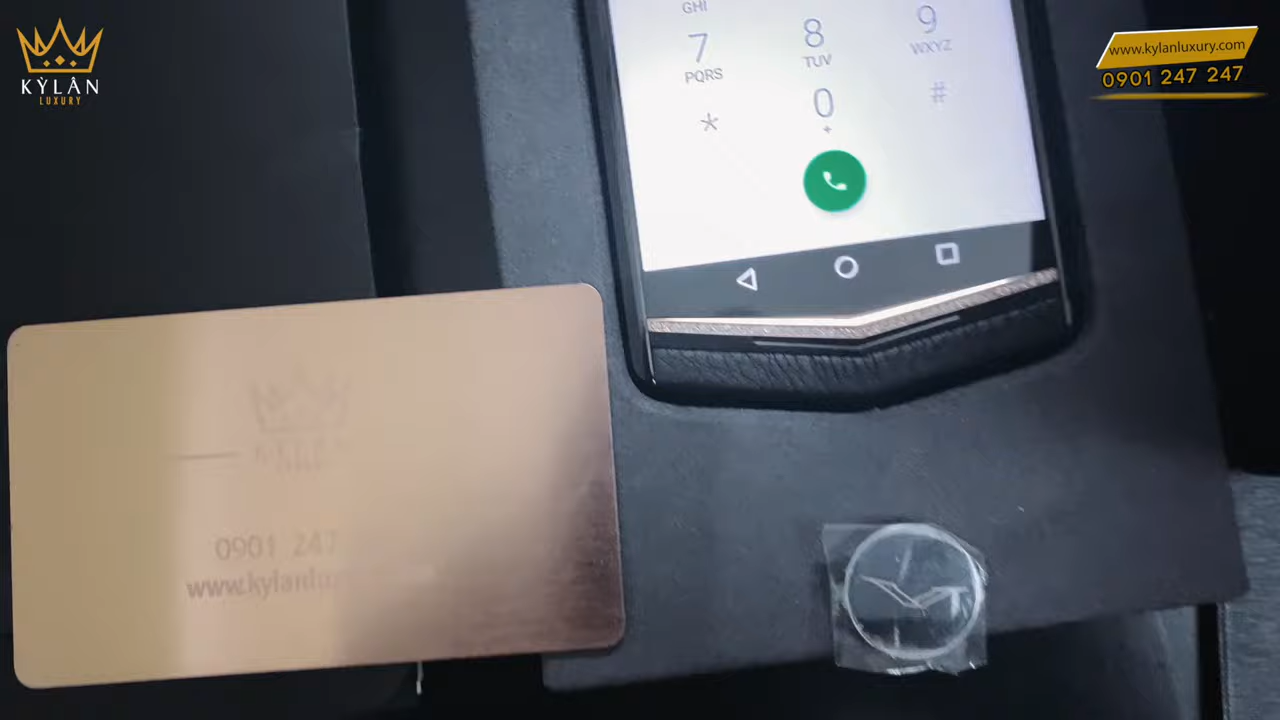 KỲLÂN
LUXURY
www.kylanluxury.com
0901 247 247
GHI
7
PQRS
8
TUV
9
WXYZ
*
0
+
#
0901 247
www.kylanlux